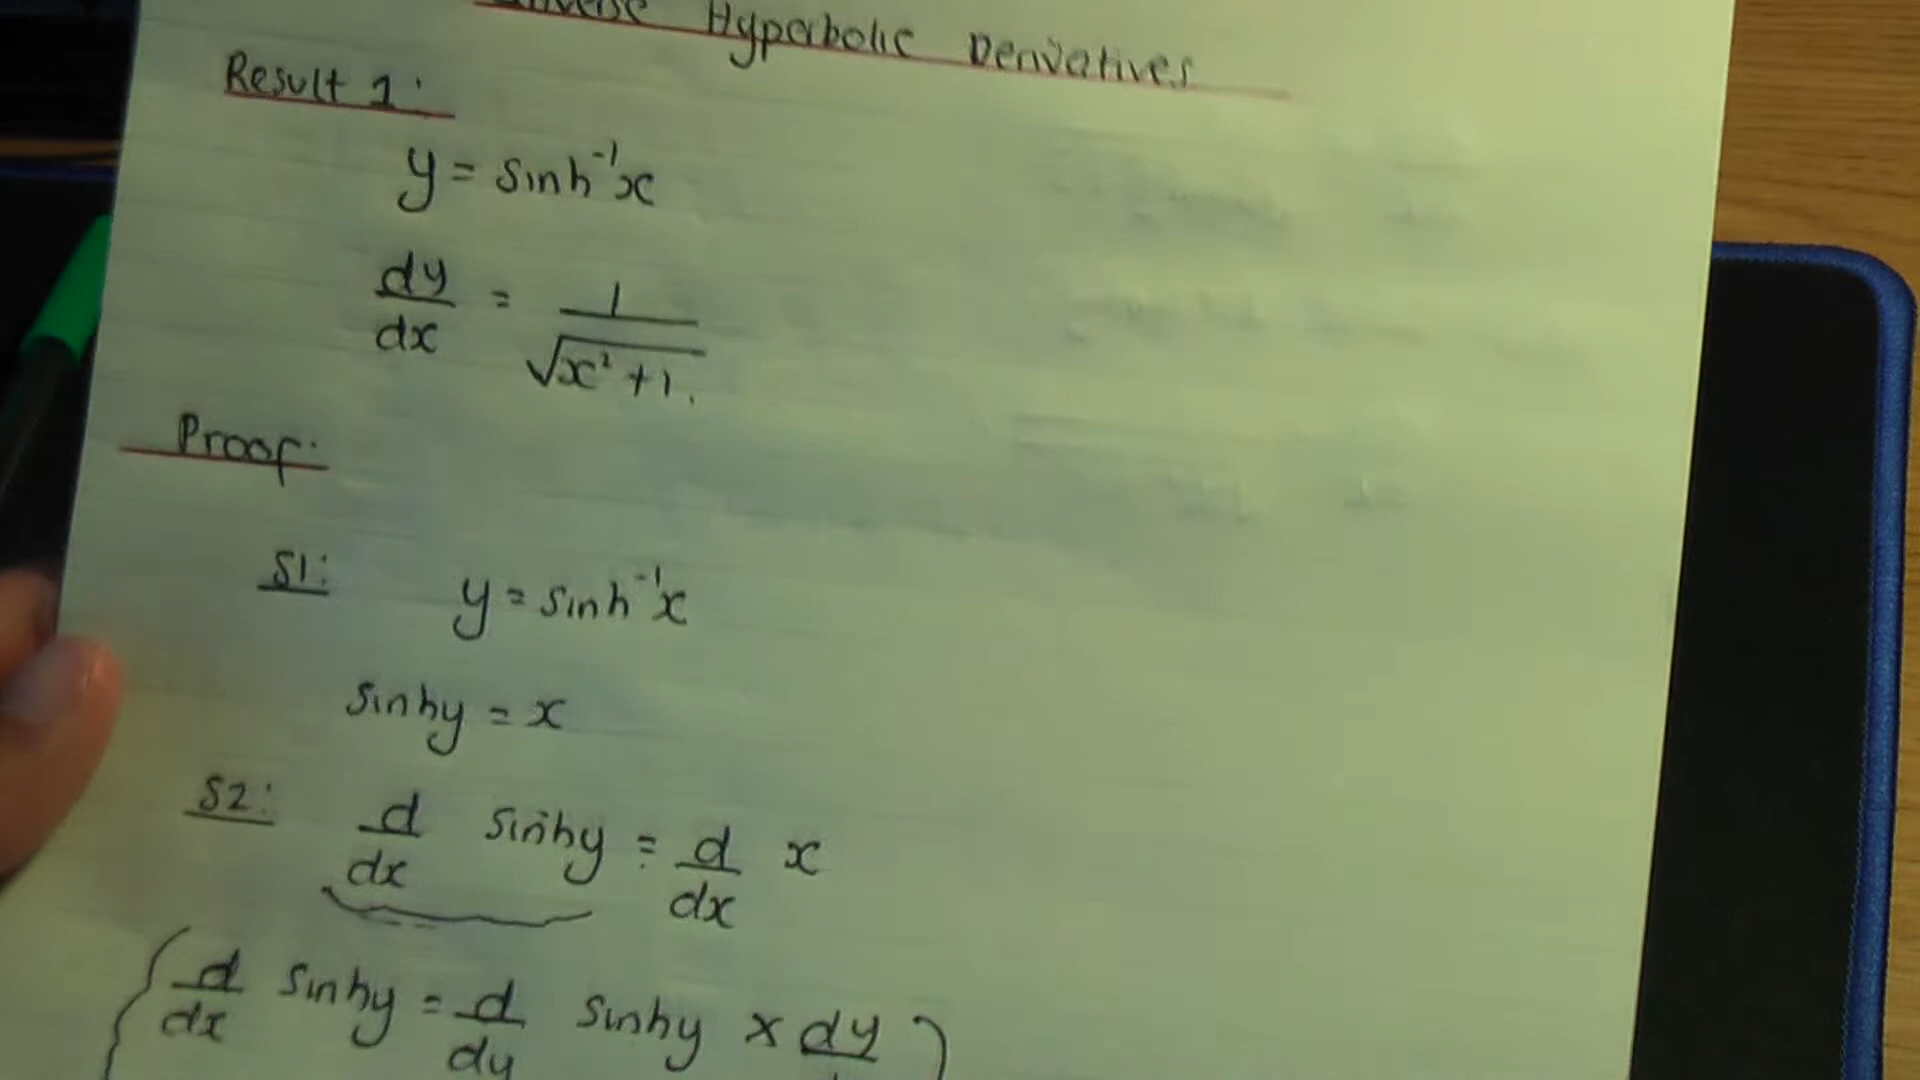 Inverse Hyperbolic Derivatives
Result 1:
y = sinh⁻¹x
dy/dx = 1/√x²+1.
Proof:
S1: y = sinh⁻¹x
sinhy = x
S2: d/dx sinhy = d/dx x
(d/dx sinhy = d/dy sinhy × dy